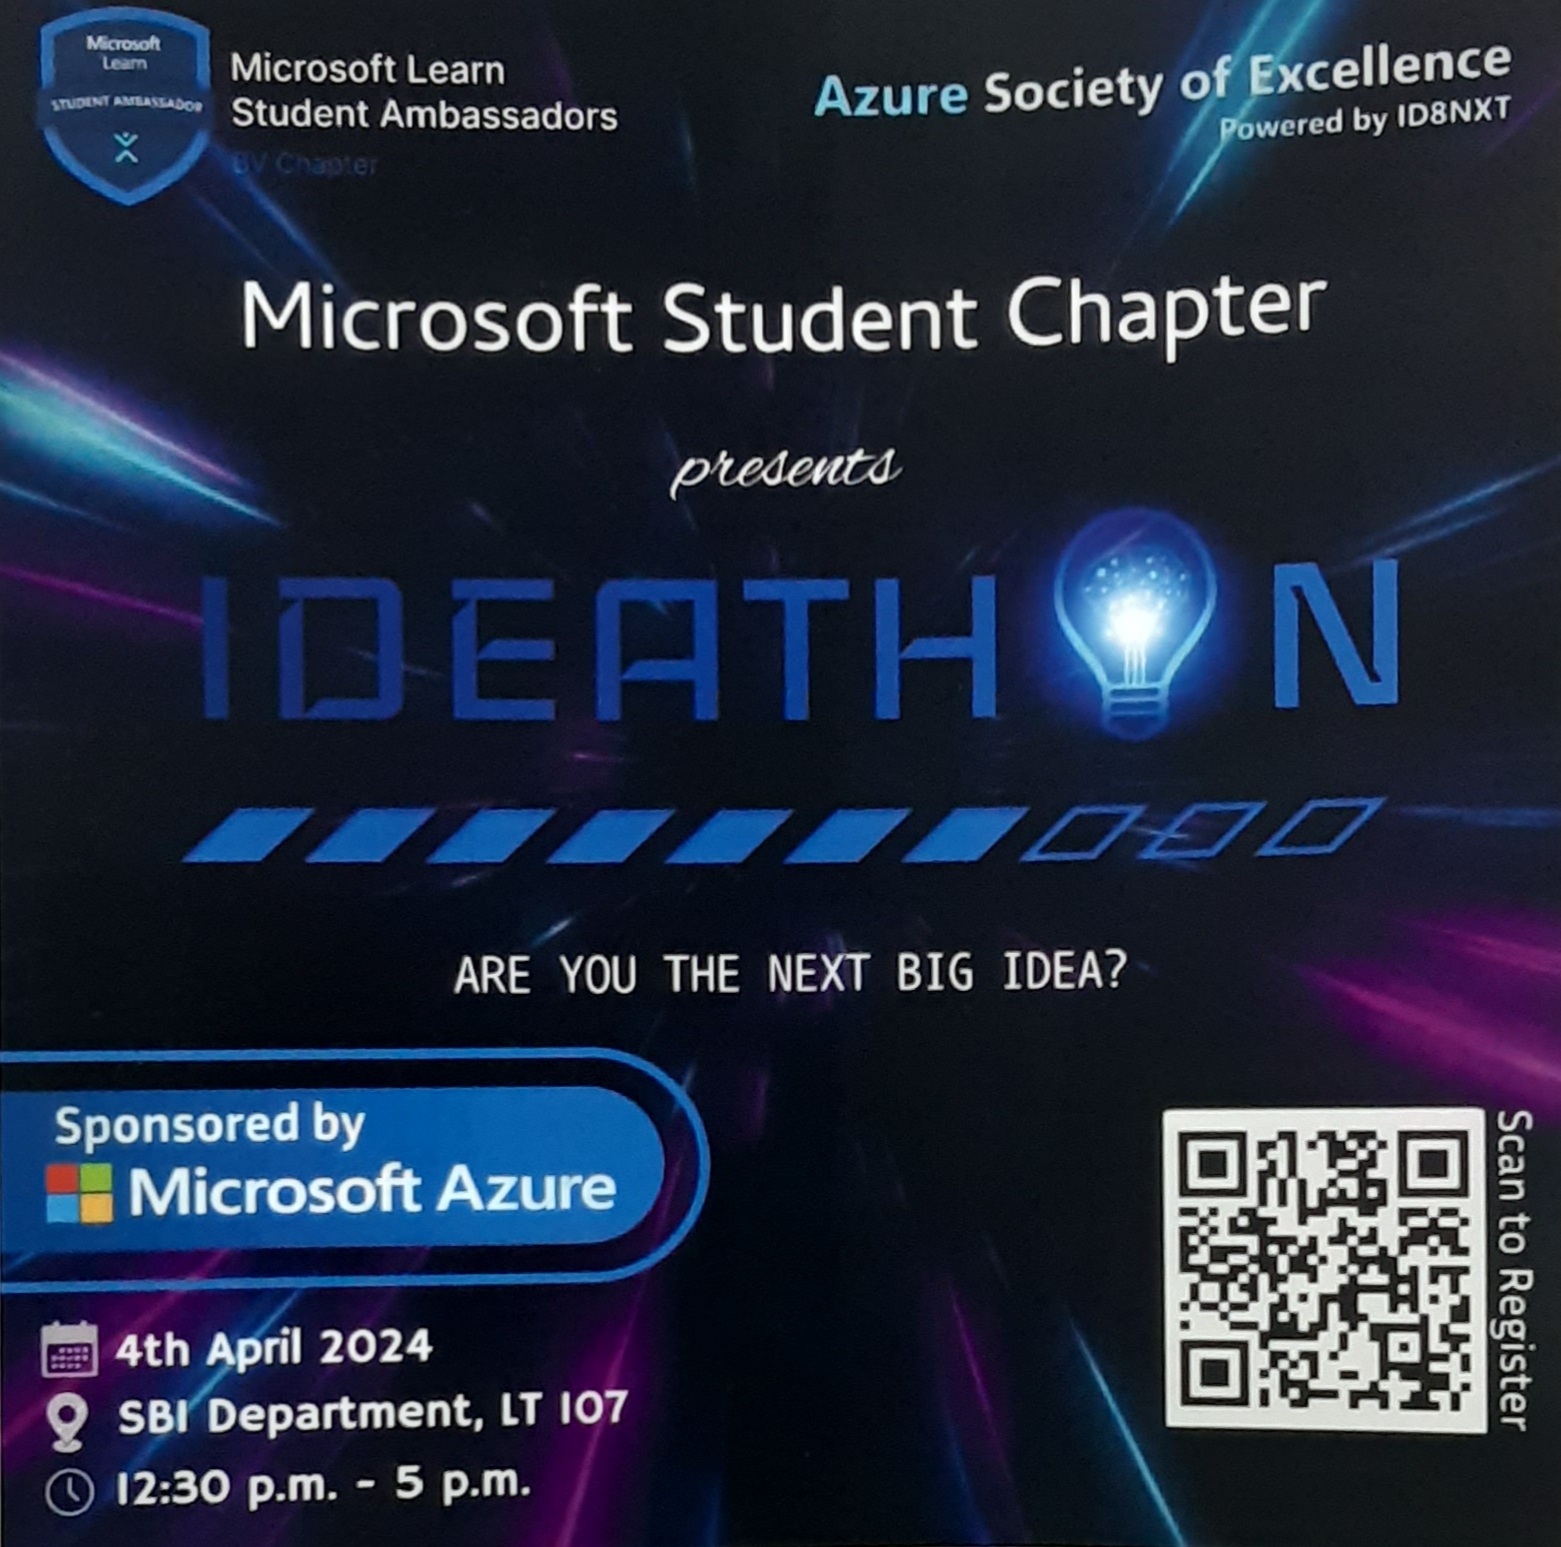 Microsoft
Learn
STUDENT AMBASSADOR
Microsoft Learn
Student Ambassadors
BV Chapter
Azure Society of Excellence
Powered by ID8NXT
Microsoft Student Chapter
presents
IDEATHON
ARE YOU THE NEXT BIG IDEA?
Sponsored by
Microsoft Azure
Scan to Register
4th April 2024
SBI Department, LT 107
12:30 p.m. - 5 p.m.